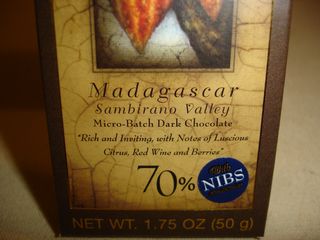 Madagascar
Sambirano Valley
Micro-Batch Dark Chocolate
"Rich and Inviting, with Notes of Luscious
Citrus, Red Wine and Berries"
70%
NIBS
NET WT. 1.75 OZ (50 g)